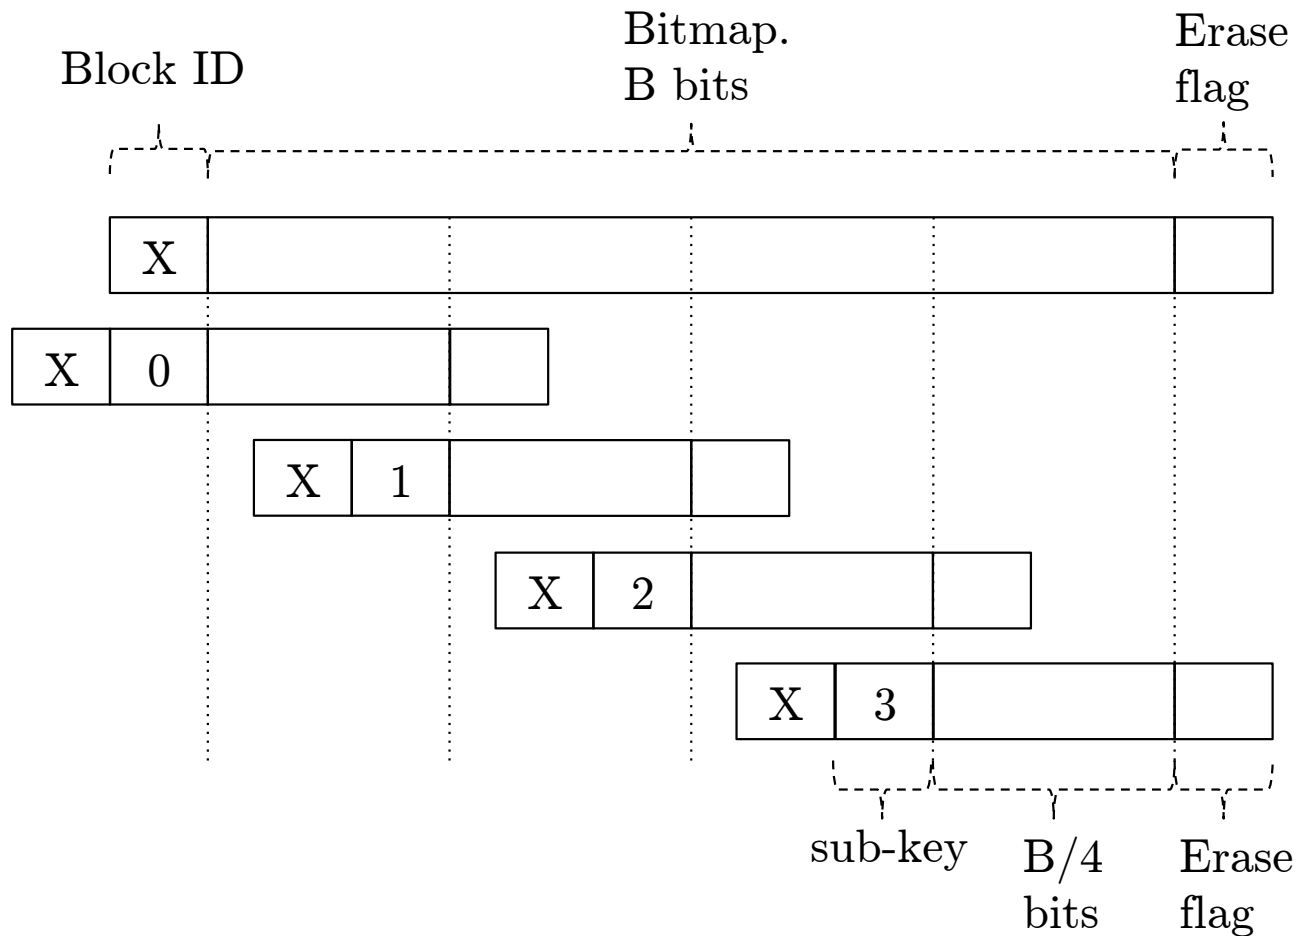 Block ID
Bitmap.
B bits
Erase
flag
X
X 0
X 1
X 2
X 3
sub-key
B/4
bits
Erase
flag